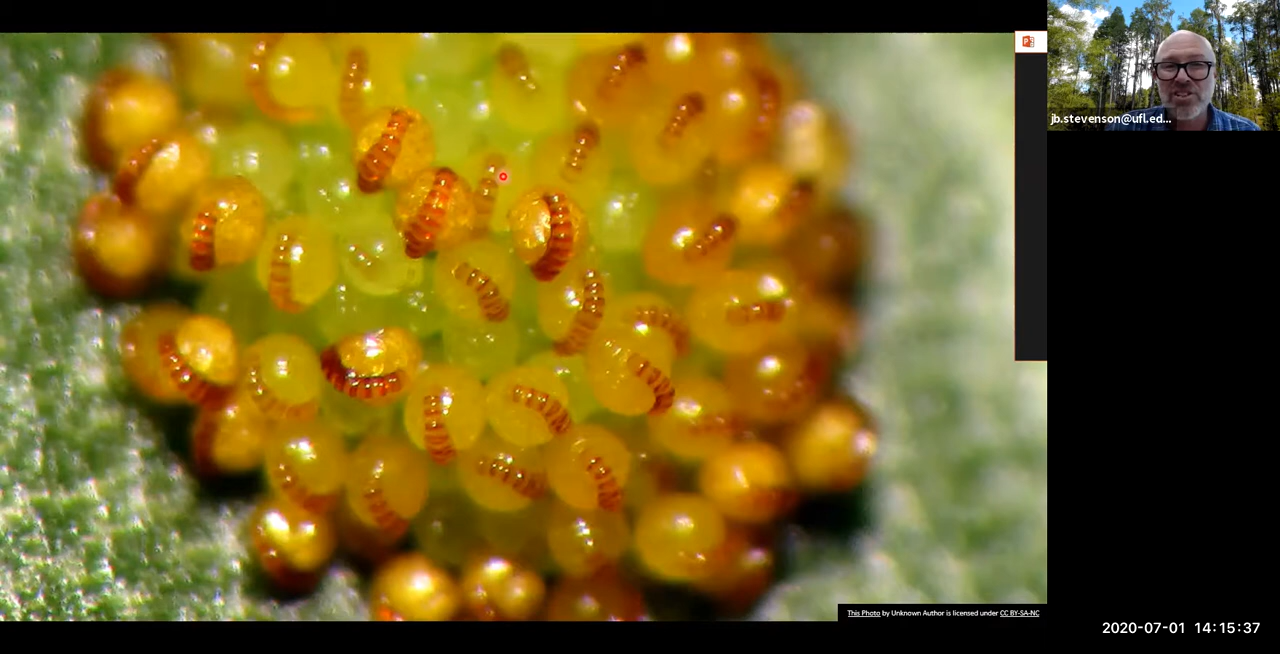 jb.stevenson@ufl.ed...
This Photo by Unknown Author is licensed under CC BY-SA-NC
2020-07-01 14:15:37